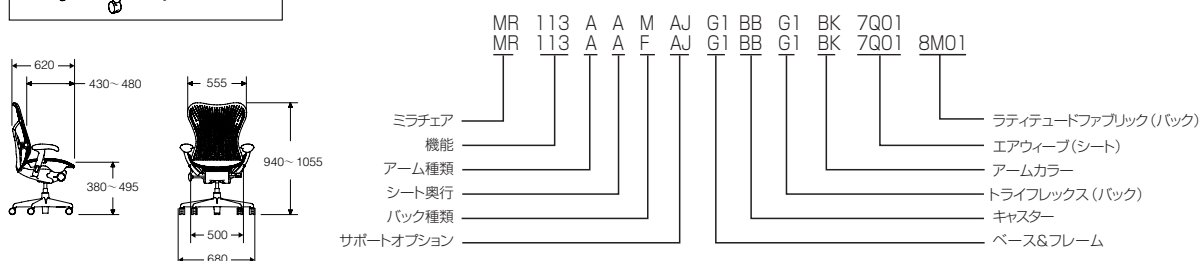 MR 113 A A M AJ G1 BB G1 BK 7Q01
MR 113 A A F AJ G1 BB G1 BK 7Q01 8M01
620
430～480
555
940～1055
380～495
500
680
ミラチェア
機能
アーム種類
シート奥行
バック種類
サポートオプション
ラティテュードファブリック(バック)
エアウィーブ(シート)
アームカラー
トライフレックス(バック)
キャスター
ベース&フレーム